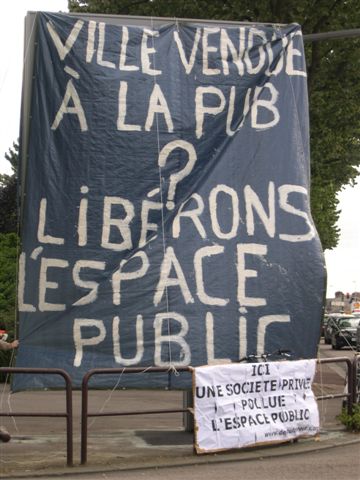 VILLE VENDUE
À LA PUB
?
LIBÉRONS
L'ESPACE
PUBLIC
ICI
UNE SOCIETE PRIVEE
POLLUE
L'ESPACE PUBLIC